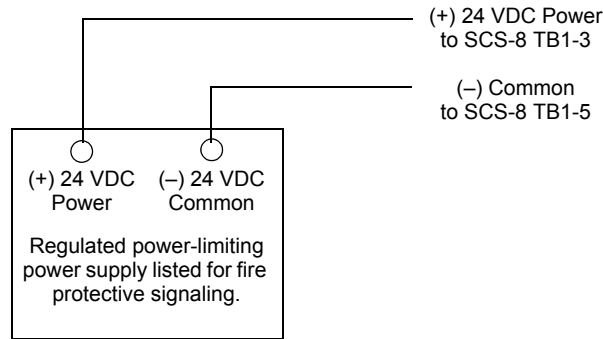 (+) 24 VDC Power
to SCS-8 TB1-3
(–) Common
to SCS-8 TB1-5
(+) 24 VDC
Power
(–) 24 VDC
Common
Regulated power-limiting
power supply listed for fire
protective signaling.